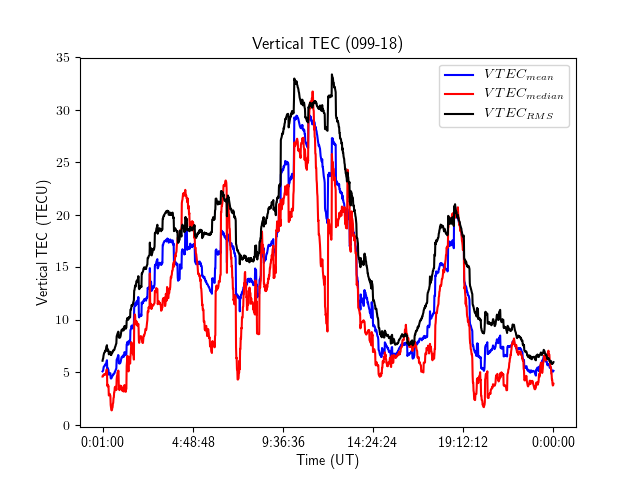 Vertical TEC (099-18)
VTEC_mean
VTEC_median
VTEC_RMS
35
30
25
20
15
10
5
0
Vertical TEC (TECU)
0:01:00 4:48:48 9:36:36 14:24:24 19:12:12 0:00:00
Time (UT)